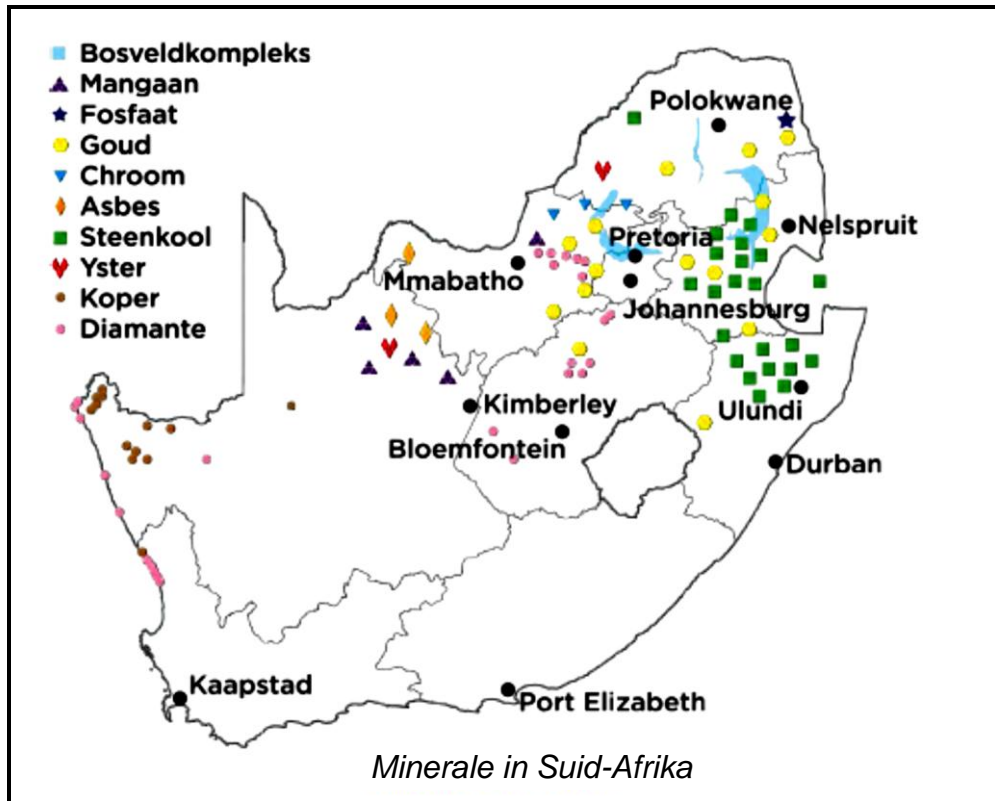 Bosveldkompleks
Mangaan
Fosfaat
Goud
Chroom
Asbes
Steenkool
Yster
Koper
Diamante
Polokwane
Nelspruit
Pretoria
Mmabatho
Johannesburg
Kimberley
Ulundi
Bloemfontein
Durban
Kaapstad
Port Elizabeth
Minerale in Suid-Afrika